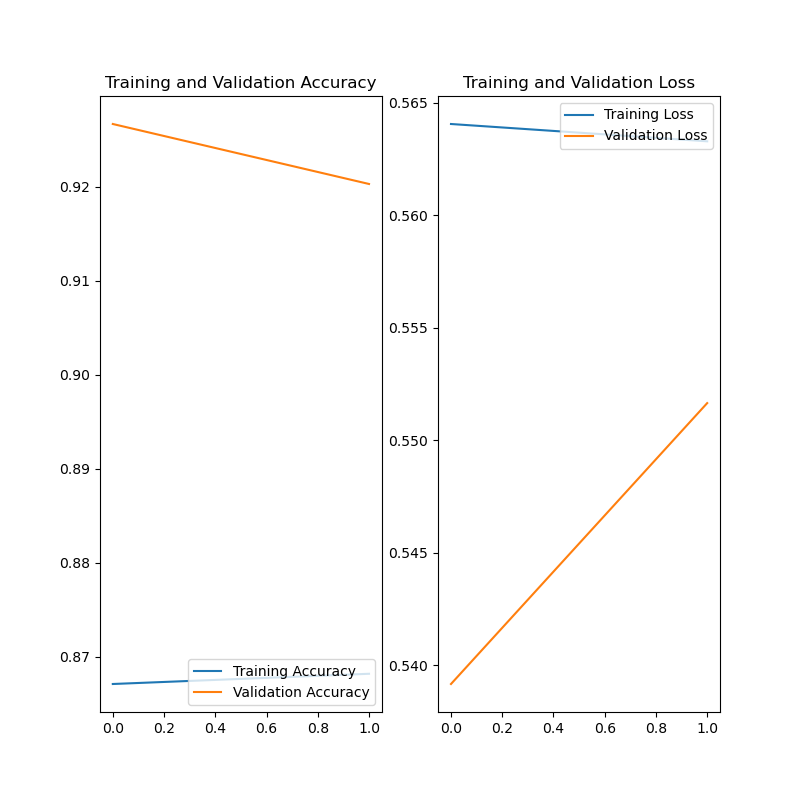 Training and Validation Accuracy
0.92
0.91
0.90
0.89
0.88
0.87
Training Accuracy
Validation Accuracy
0.0 0.2 0.4 0.6 0.8 1.0
Training and Validation Loss
0.565
Training Loss
Validation Loss
0.560
0.555
0.550
0.545
0.540
0.0 0.2 0.4 0.6 0.8 1.0